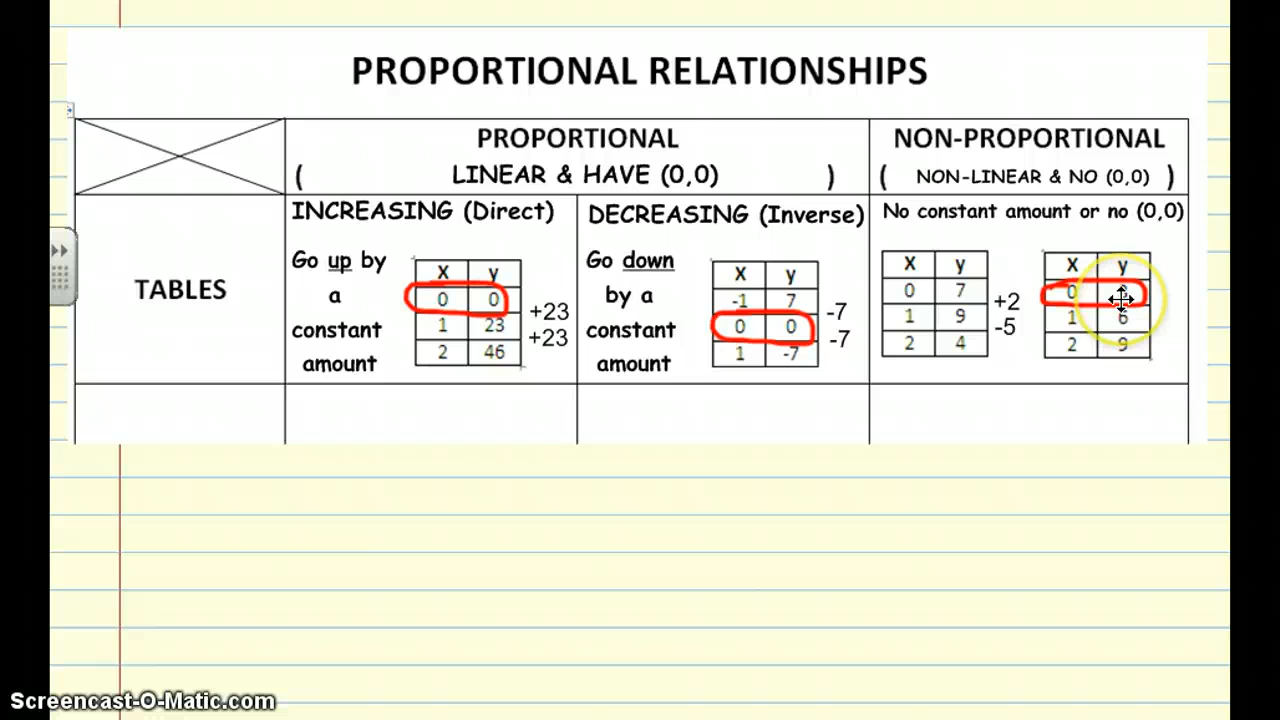 PROPORTIONAL RELATIONSHIPS
PROPORTIONAL
( LINEAR & HAVE (0,0) )
NON-PROPORTIONAL
( NON-LINEAR & NO (0,0) )
TABLES
INCREASING (Direct)
Go up by
a
constant
amount
x y
0 0
1 23
2 46
+23
+23
DECREASING (Inverse)
Go down
by a
constant
amount
x y
-1 7
0 0
1 -7
-7
-7
No constant amount or no (0,0)
x y
0 7
1 9
2 4
+2
-5
x y
0
1 6
2 9
Screencast-O-Matic.com